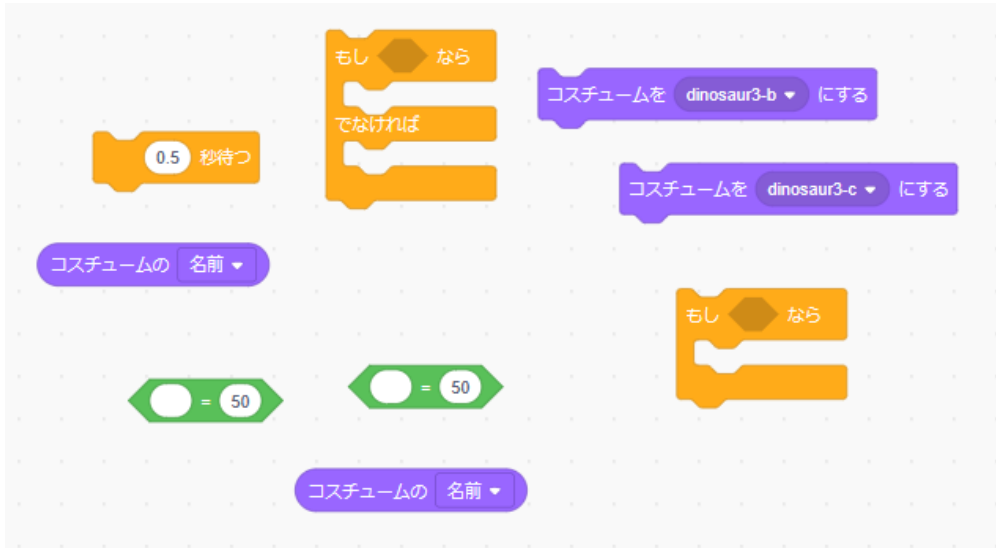 もし なら
でなければ
コスチュームを dinosaur3-b にする
0.5 秒待つ
コスチュームを dinosaur3-c にする
コスチュームの 名前
もし なら
= 50
= 50
コスチュームの 名前